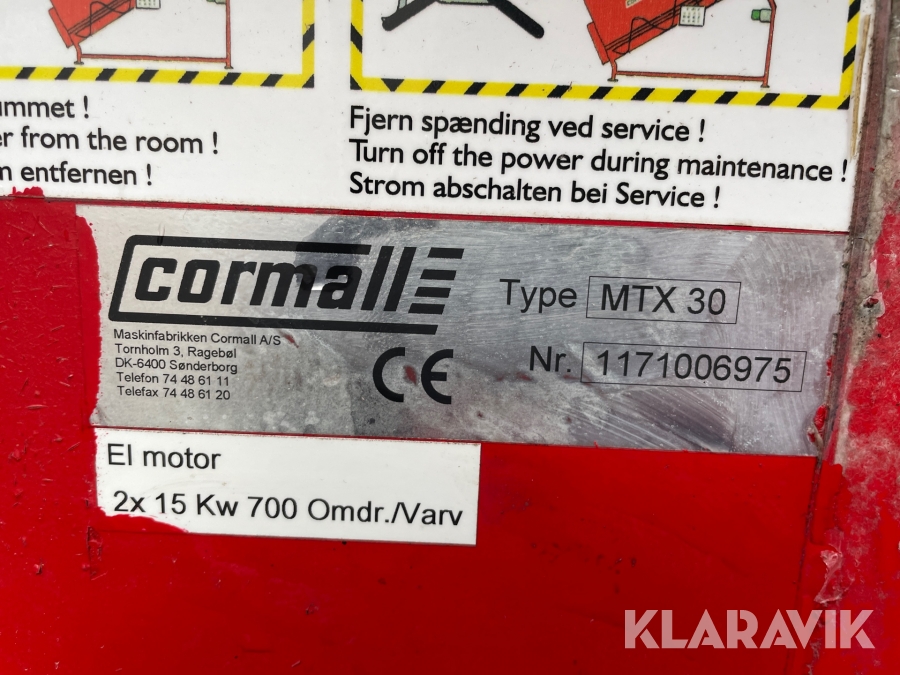 ummet !
er from the room !
m entfernen !
Fjern spænding ved service !
Turn off the power during maintenance !
Strom abschalten bei Service !
cormall
Maskinfabrikken Cormall A/S
Tornholm 3, Ragebøl
DK-6400 Sønderborg
Telefon 74 48 61 11
Telefax 74 48 61 20
CE
Type MTX 30
Nr. 1171006975
El motor
2x 15 Kw 700 Omdr./Varv
KLARAVIK